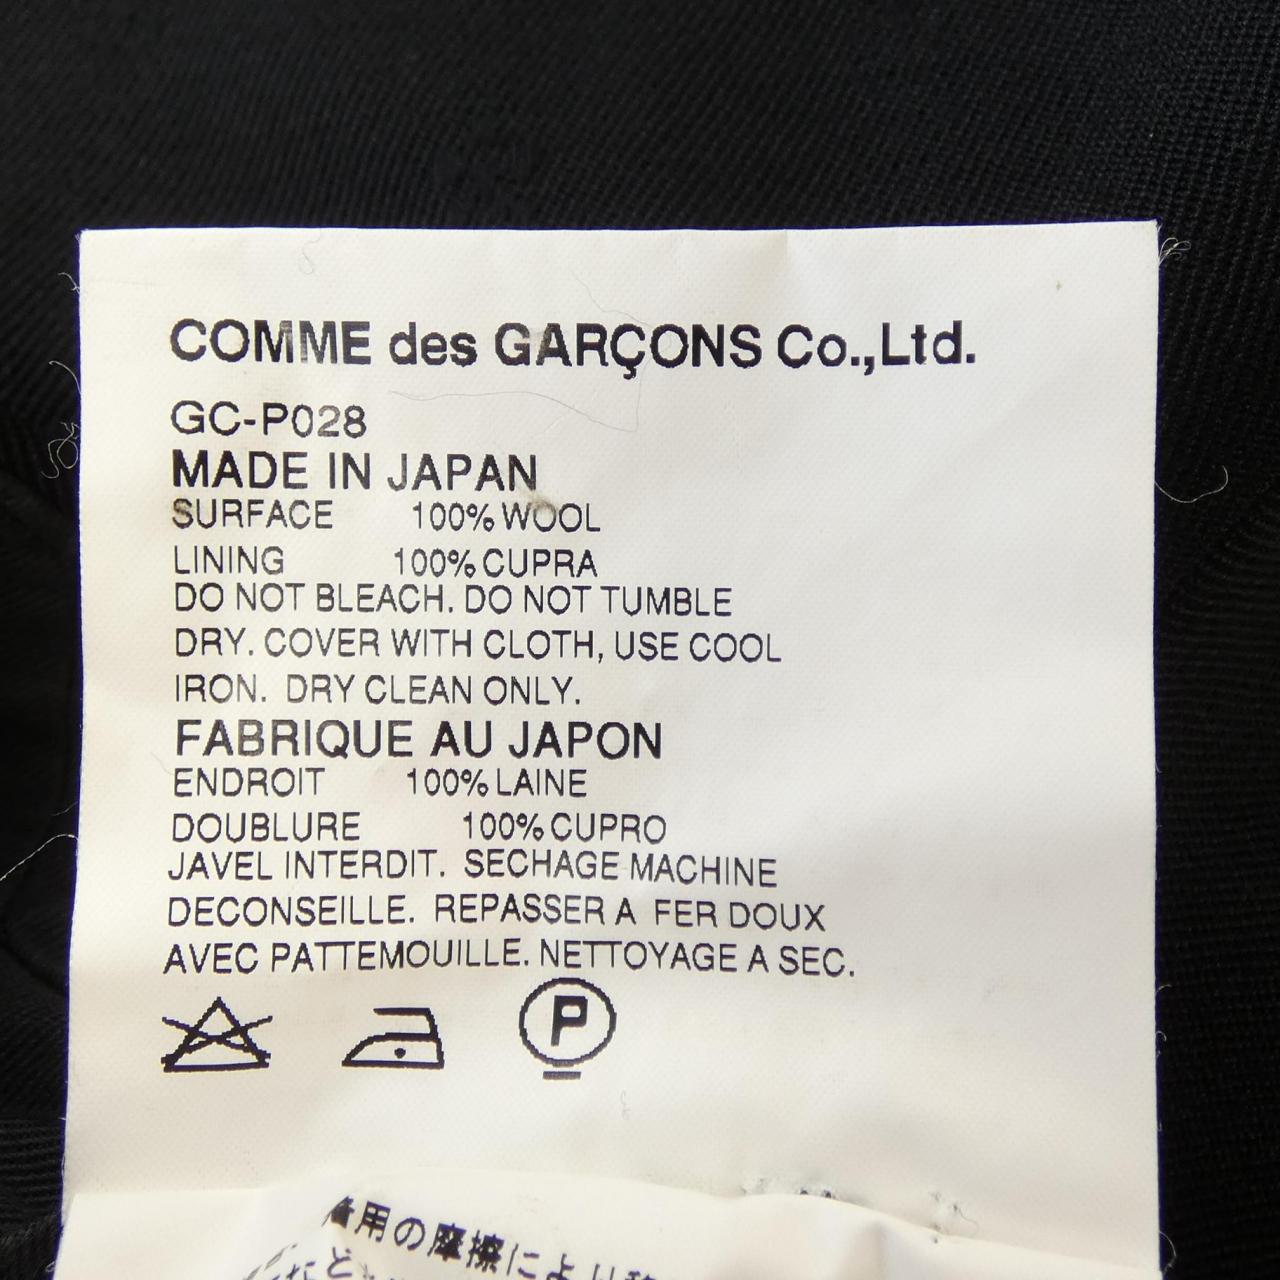 COMME des GARÇONS Co.,Ltd.
GC-P028
MADE IN JAPAN
SURFACE 100% WOOL
LINING 100% CUPRA
DO NOT BLEACH. DO NOT TUMBLE
DRY. COVER WITH CLOTH, USE COOL
IRON. DRY CLEAN ONLY.
FABRIQUE AU JAPON
ENDROIT 100% LAINE
DOUBLURE 100% CUPRO
JAVEL INTERDIT. SECHAGE MACHINE
DECONSEILLE. REPASSER A FER DOUX
AVEC PATTEMOUILLE. NETTOYAGE A SEC.
P
着用の摩擦により
など